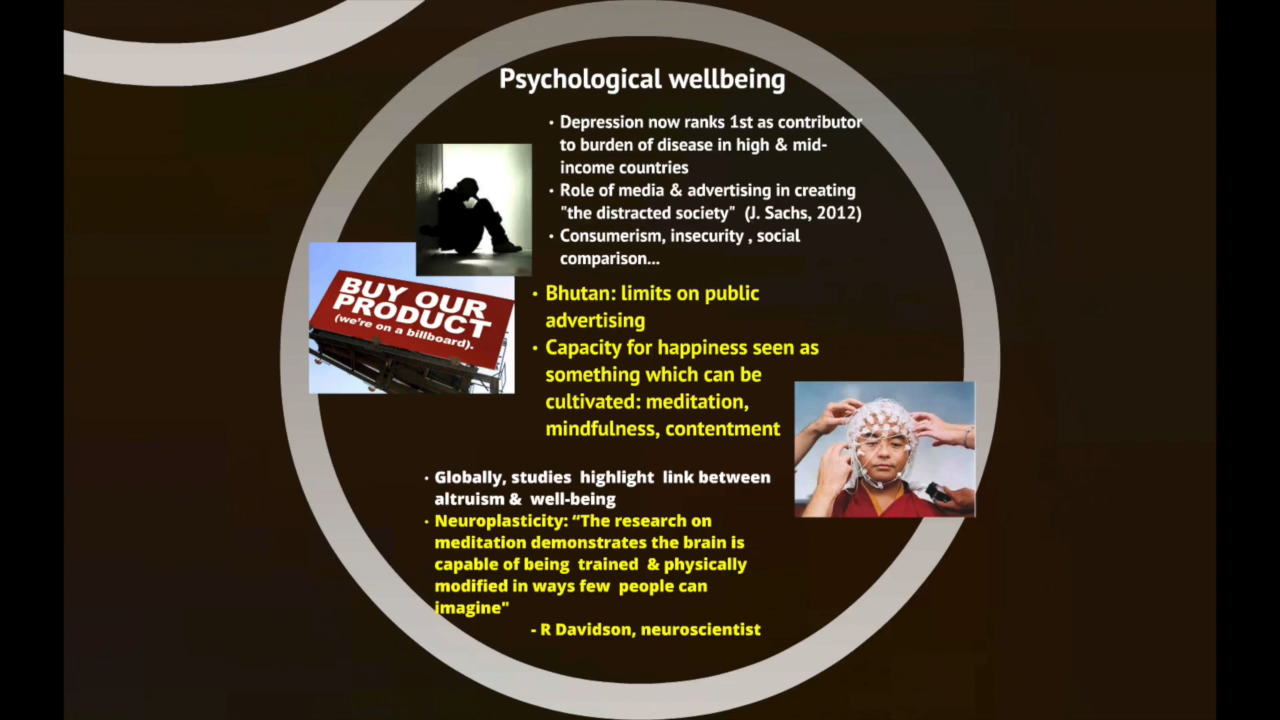 Psychological wellbeing
• Depression now ranks 1st as contributor
to burden of disease in high & mid-
income countries
• Role of media & advertising in creating
"the distracted society" (J. Sachs, 2012)
• Consumerism, insecurity , social
comparison...
BUY OUR
PRODUCT
(we're on a billboard).
• Bhutan: limits on public
advertising
• Capacity for happiness seen as
something which can be
cultivated: meditation,
mindfulness, contentment
• Globally, studies highlight link between
altruism & well-being
• Neuroplasticity: “The research on
meditation demonstrates the brain is
capable of being trained & physically
modified in ways few people can
imagine"
- R Davidson, neuroscientist